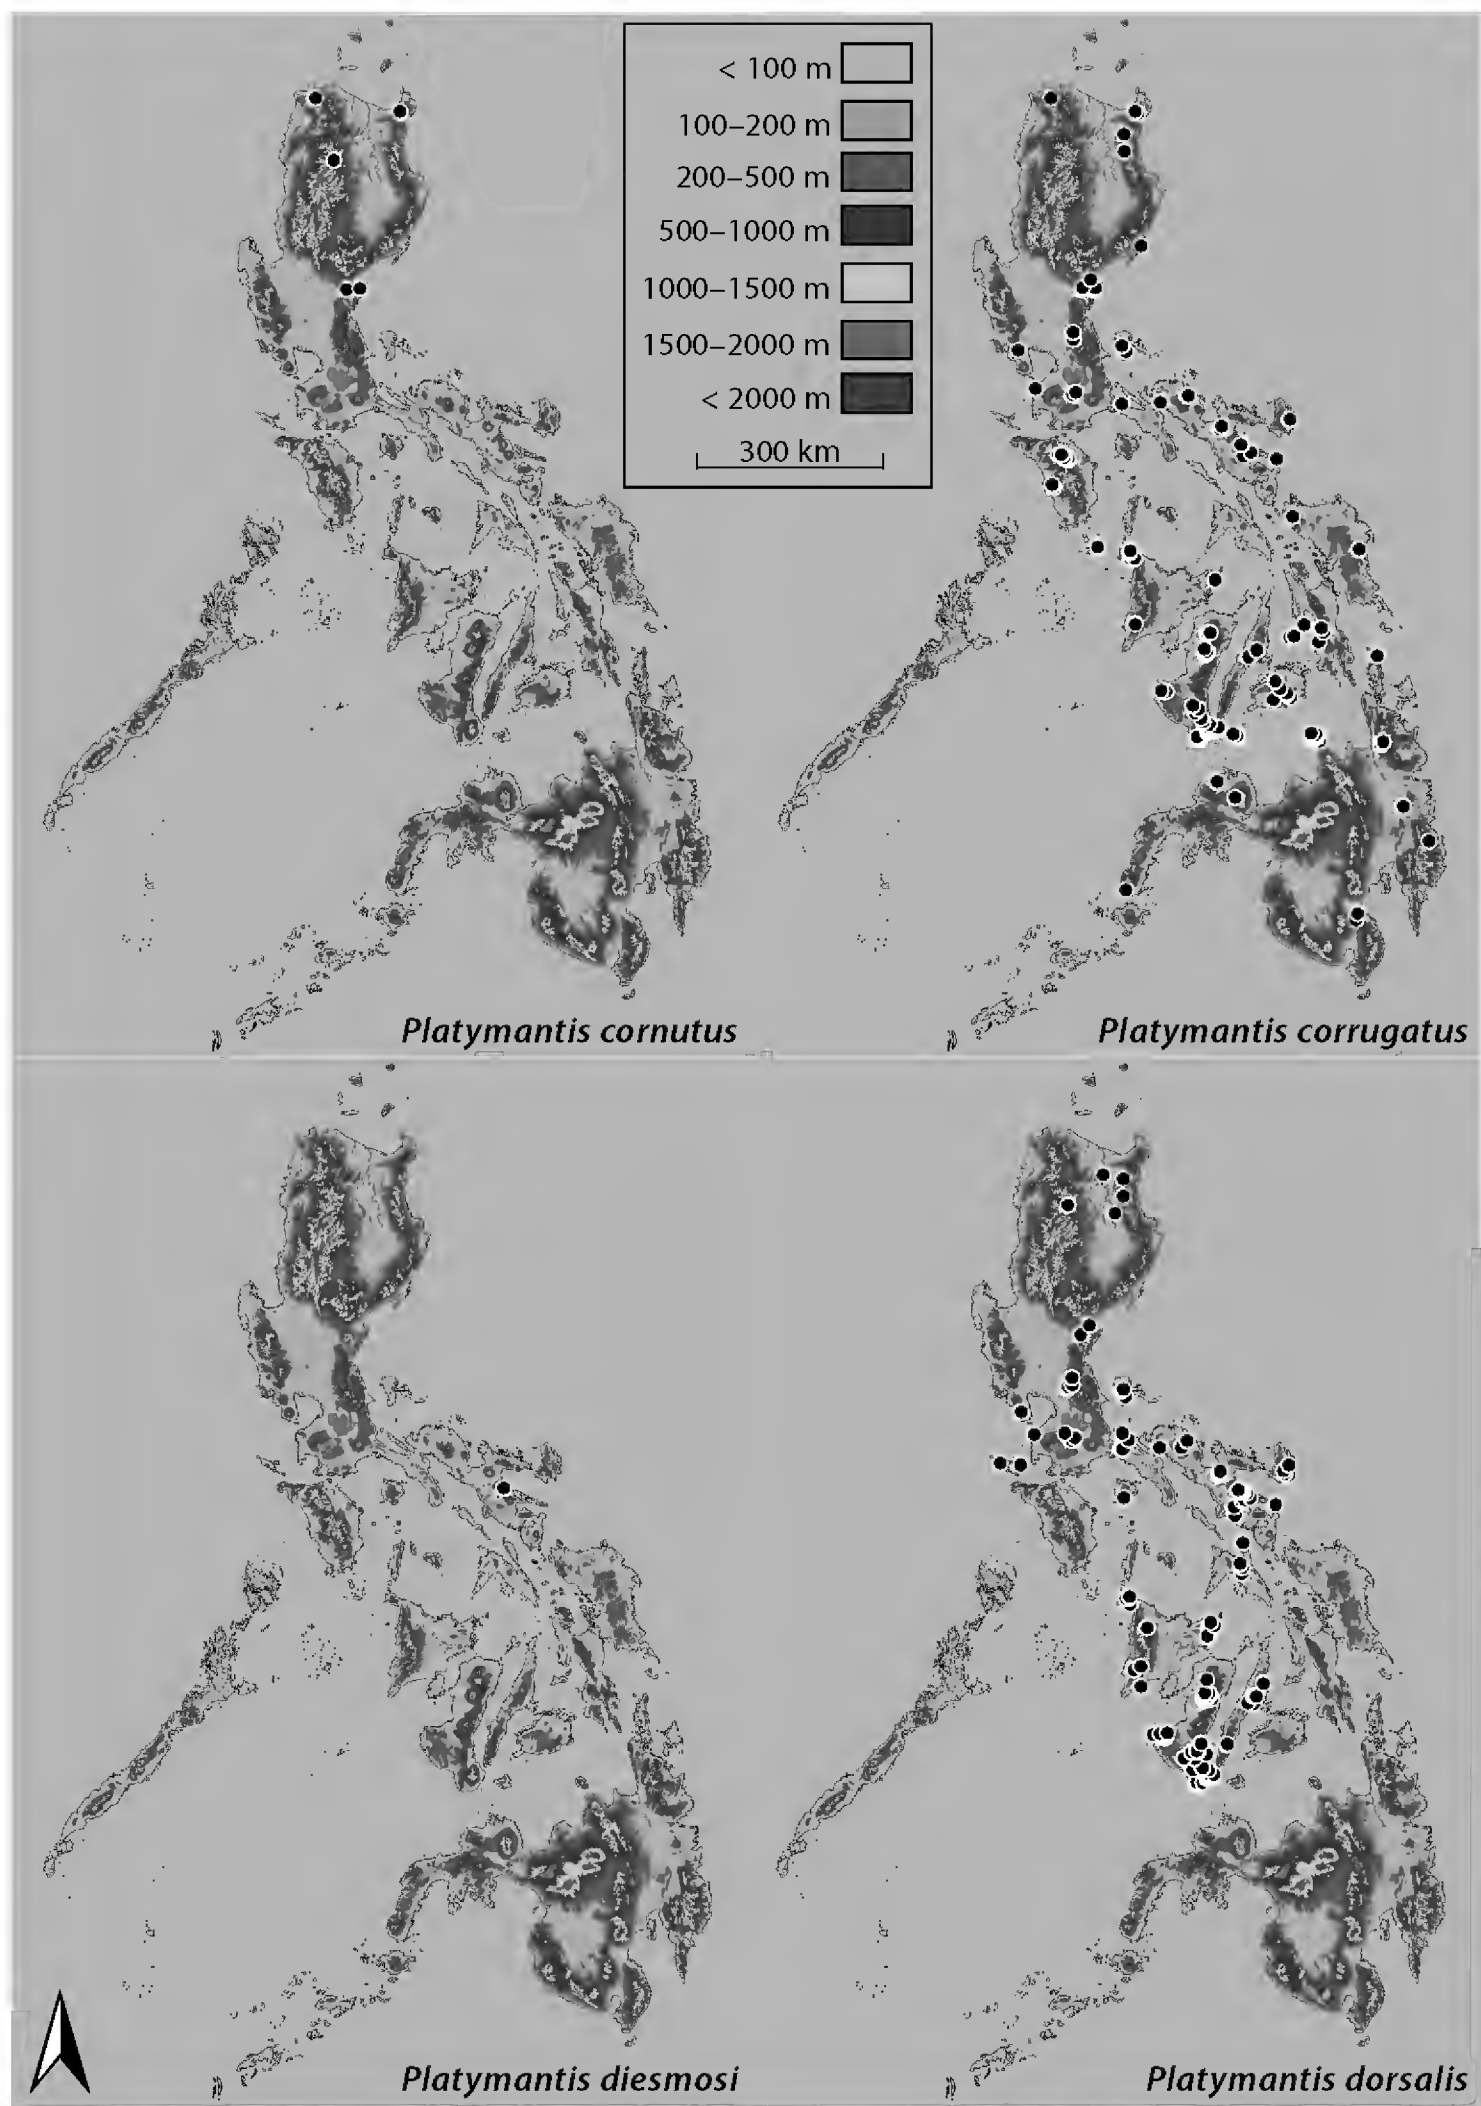 < 100 m
100–200 m
200–500 m
500–1000 m
1000–1500 m
1500–2000 m
< 2000 m
300 km
Platymantis cornutus
Platymantis corrugatus
Platymantis diesmosi
Platymantis dorsalis